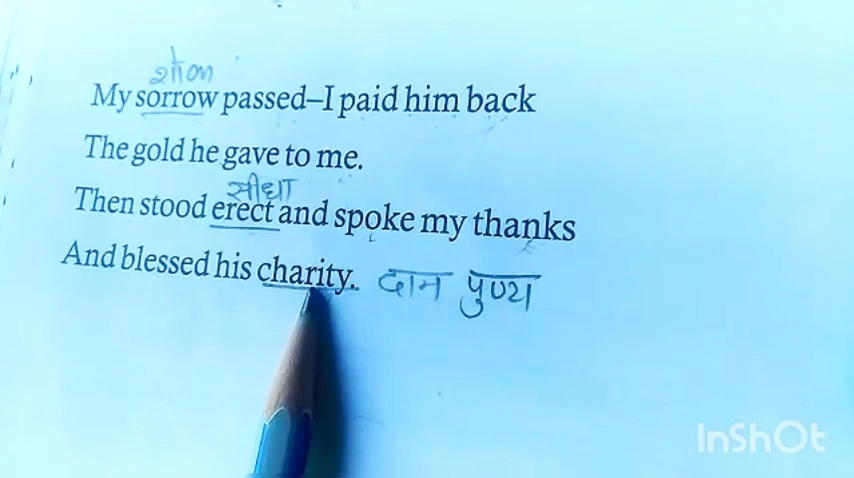 शोक
My sorrow passed–I paid him back
The gold he gave to me.
सीधा
Then stood erect and spoke my thanks
And blessed his charity. दान पुण्य
InShOt